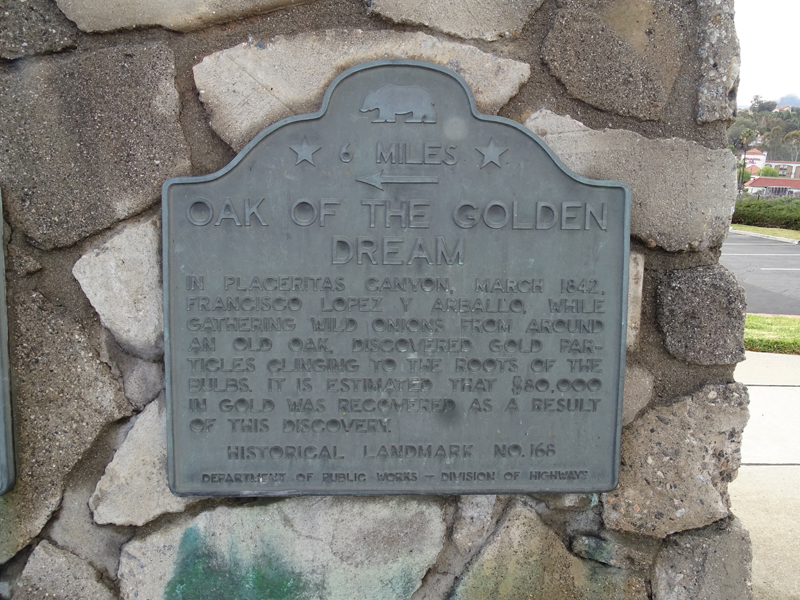 6 MILES
OAK OF THE GOLDEN
DREAM
IN PLACERITAS CANYON, MARCH 1842,
FRANCISCO LOPEZ Y ARBALLO, WHILE
GATHERING WILD ONIONS FROM AROUND
AN OLD OAK, DISCOVERED GOLD PAR-
TICLES CLINGING TO THE ROOTS OF THE
BULBS. IT IS ESTIMATED THAT $80,000
IN GOLD WAS RECOVERED AS A RESULT
OF THIS DISCOVERY.
HISTORICAL LANDMARK NO. 168
DEPARTMENT OF PUBLIC WORKS — DIVISION OF HIGHWAYS